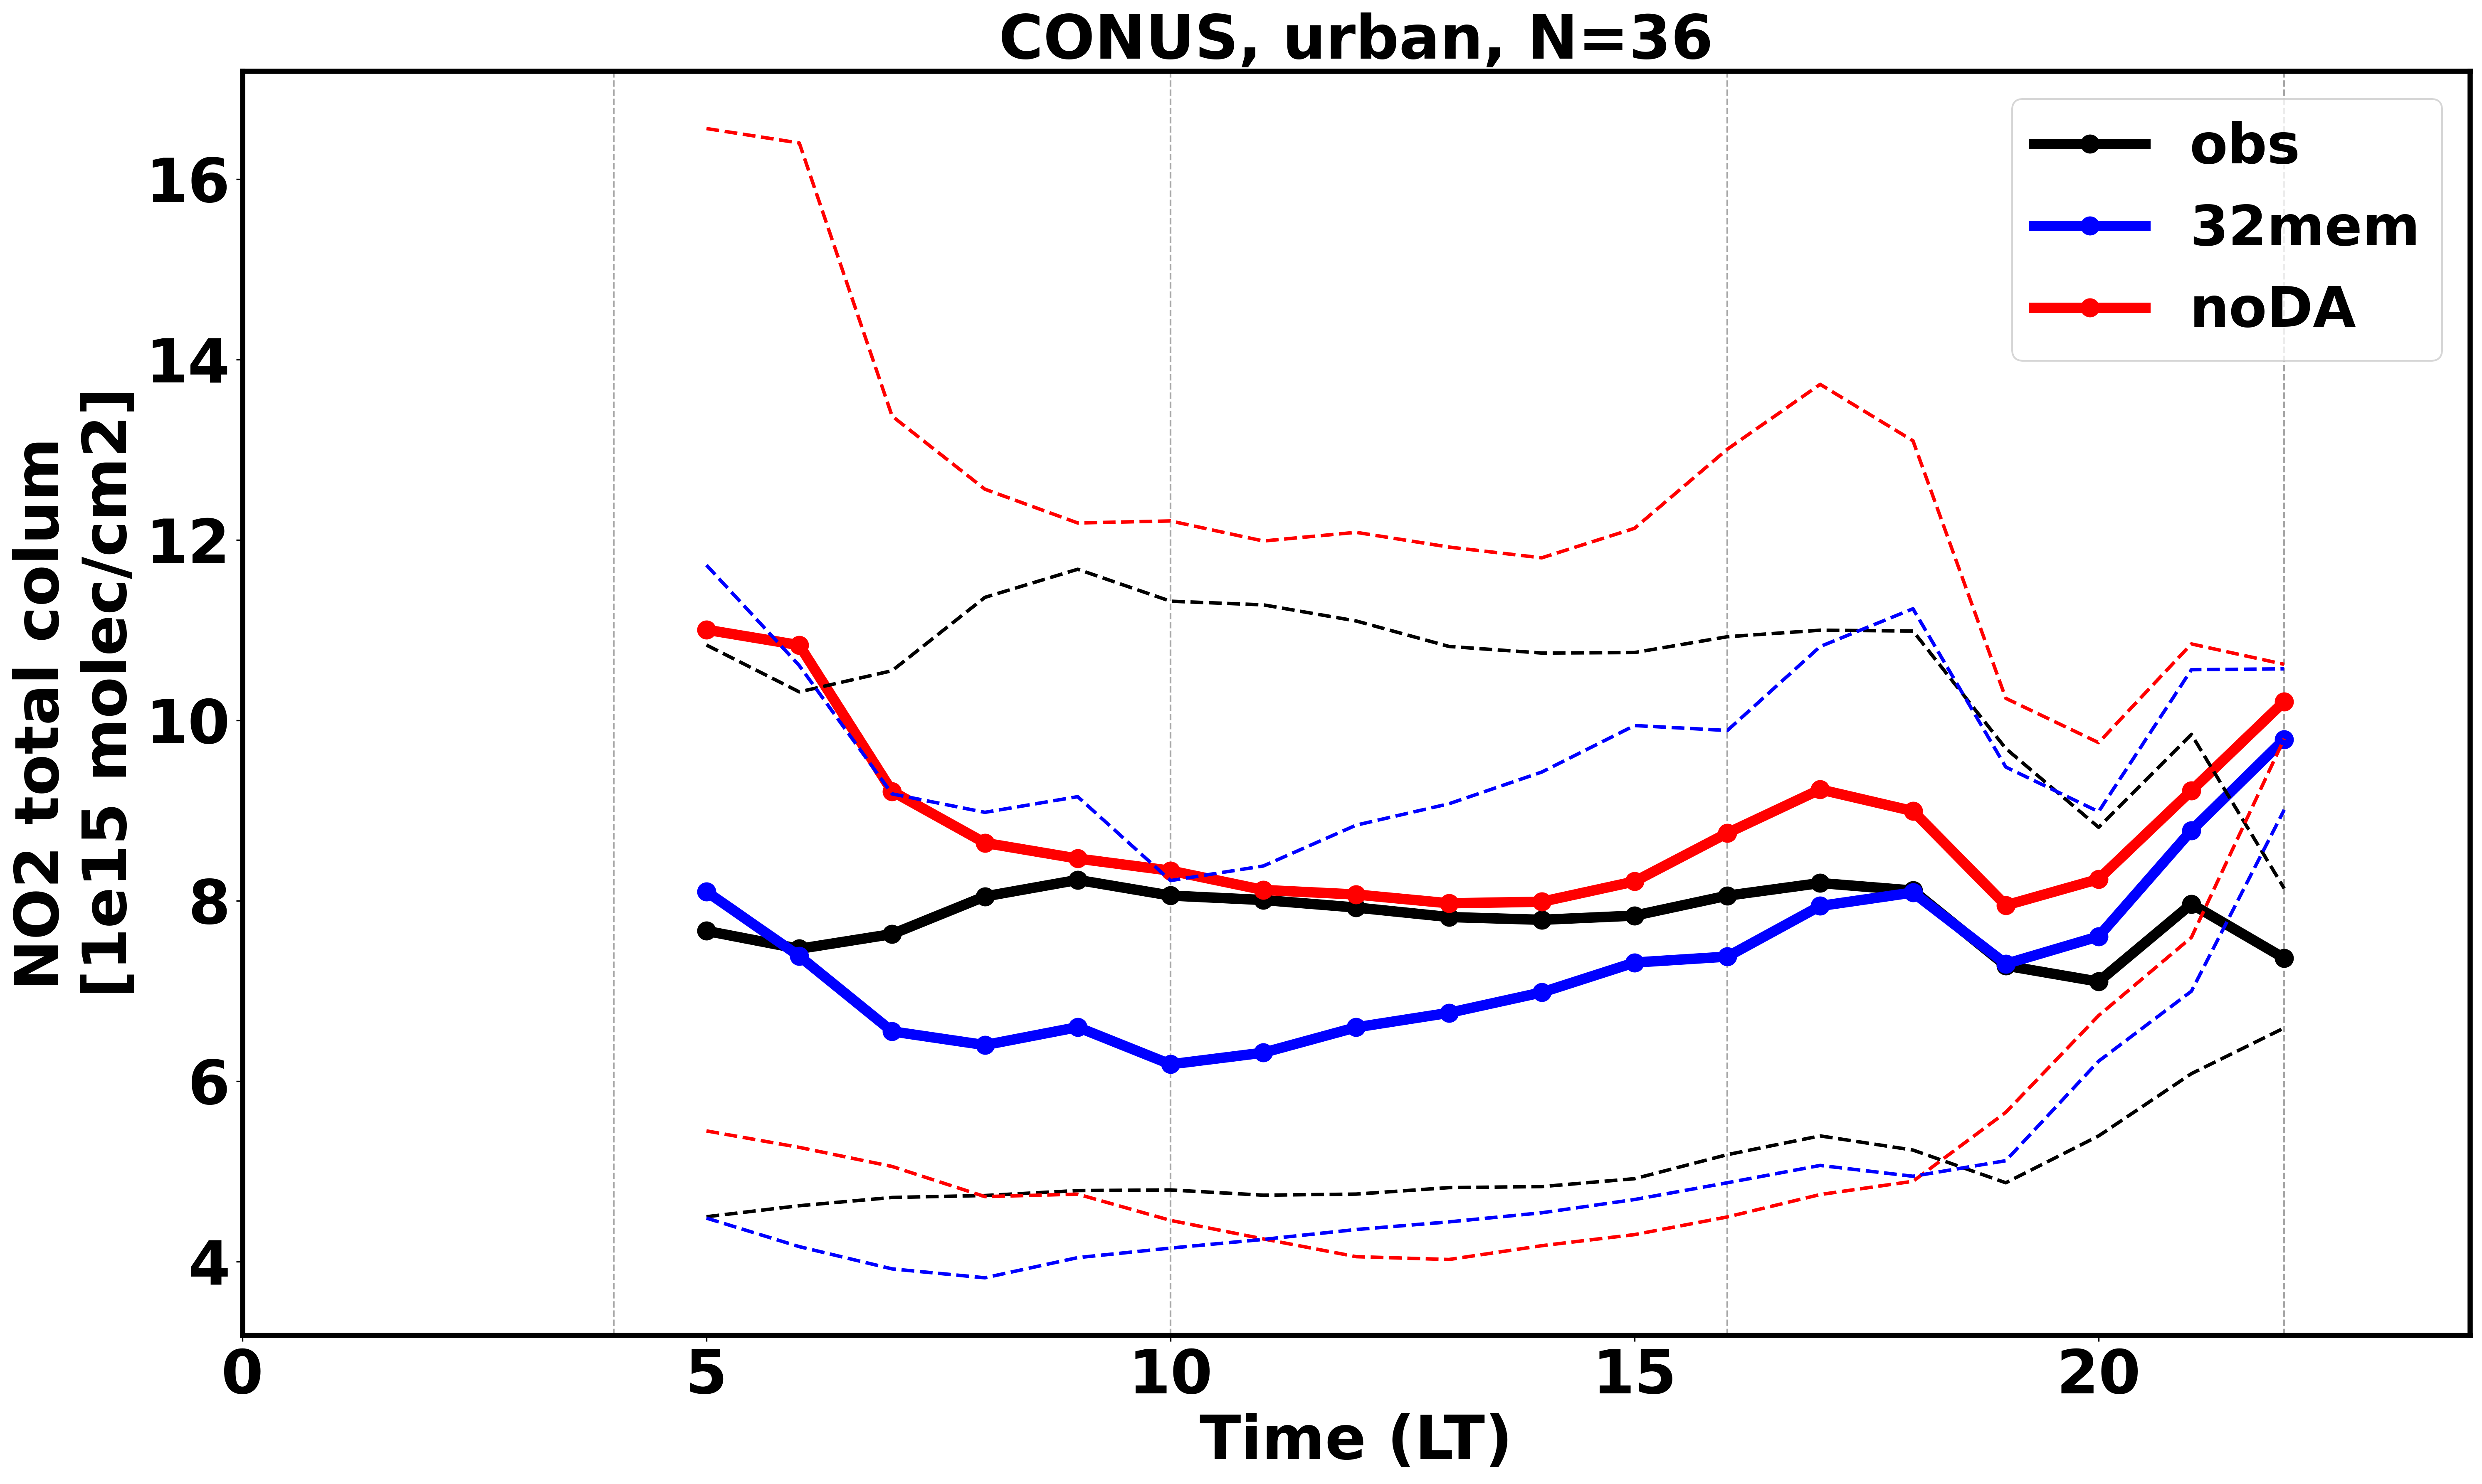 CONUS, urban, N=36
obs
32mem
noDA
NO2 total colum
[1e15 molec/cm2]
16
14
12
10
8
6
4
0 5 10 15 20
Time (LT)